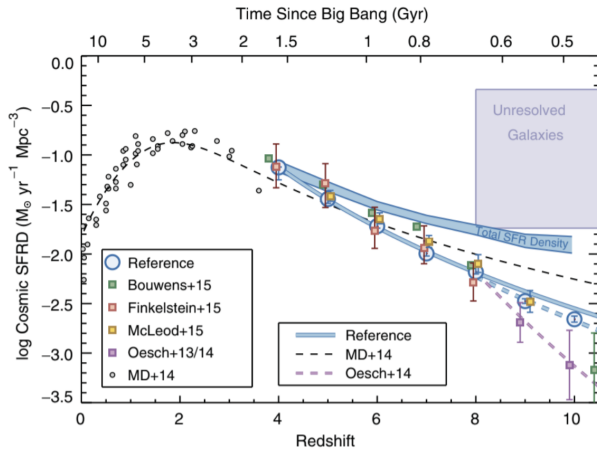 Time Since Big Bang (Gyr)
10 5 4 3 2 1.5 1 0.8 0.6 0.5
0.0
-0.5
-1.0
-1.5
-2.0
-2.5
-3.0
-3.5
log Cosmic SFRD (M⊙ yr⁻¹ Mpc⁻³)
Unresolved
Galaxies
Total SFR Density
Reference
Bouwens+15
Finkelstein+15
McLeod+15
Oesch+13/14
MD+14
Reference
MD+14
Oesch+14
0 2 4 6 8 10
Redshift